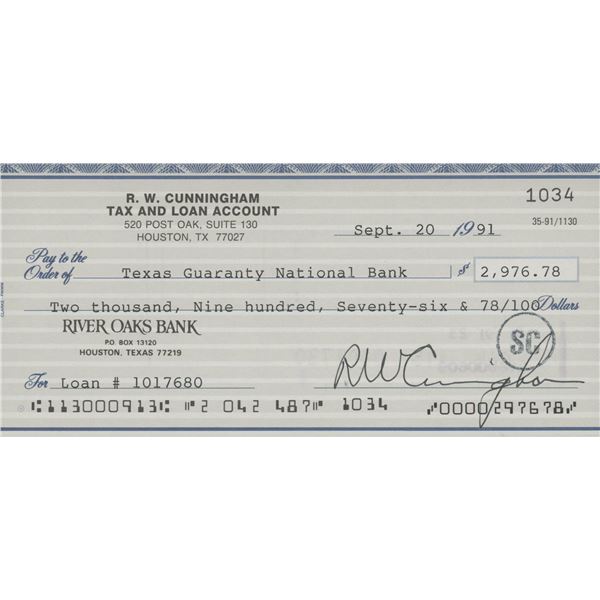 R. W. CUNNINGHAM
TAX AND LOAN ACCOUNT
520 POST OAK, SUITE 130
HOUSTON, TX 77027
1034
35-91/1130
Sept. 20 1991
Pay to the
Order of Texas Guaranty National Bank $ 2,976.78
Two thousand, Nine hundred, Seventy-six & 78/100 Dollars
RIVER OAKS BANK
P.O. BOX 13120
HOUSTON, TEXAS 77219
SC
For Loan # 1017680 RW Cunningham
⑆113000913⑆ ⑈2 042 487⑈ 1034 ⑇0000297678⑇